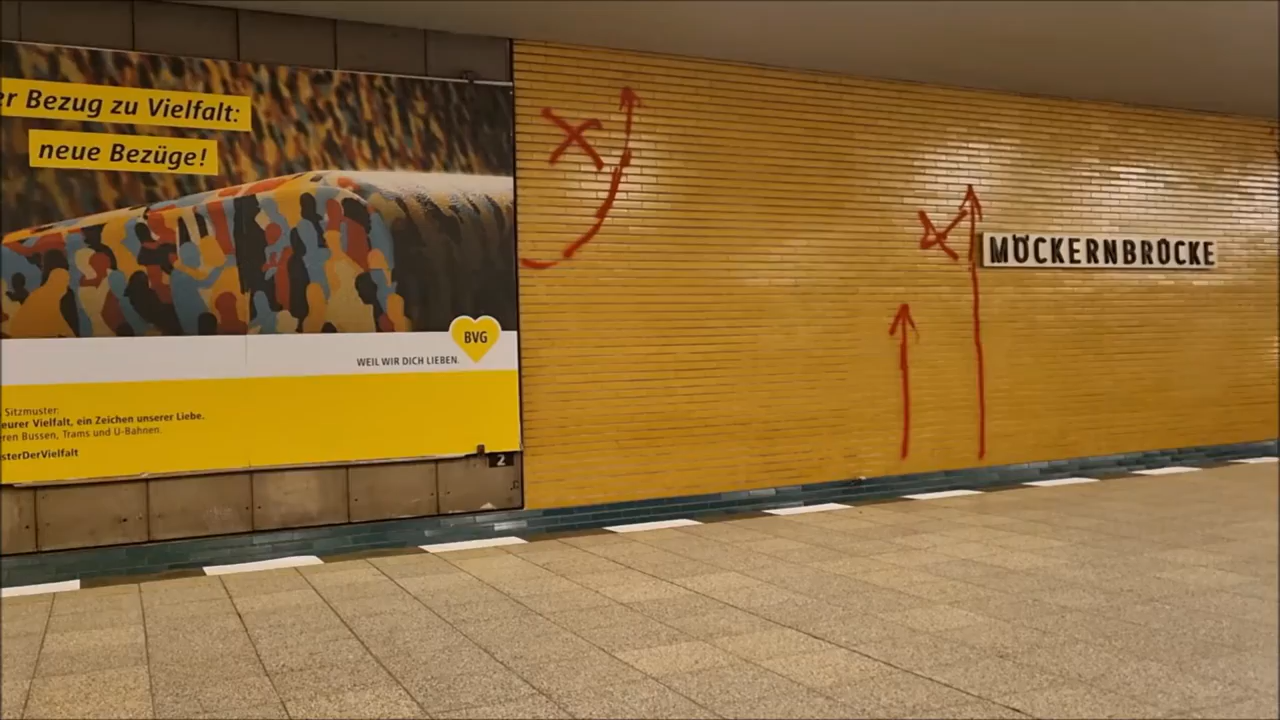 er Bezug zu Vielfalt:
neue Bezüge!
BVG
WEIL WIR DICH LIEBEN.
Sitzmuster:
eurer Vielfalt, ein Zeichen unserer Liebe.
ren Bussen, Trams und U-Bahnen.
sterDerVielfalt
2
MÖCKERNBRÜCKE